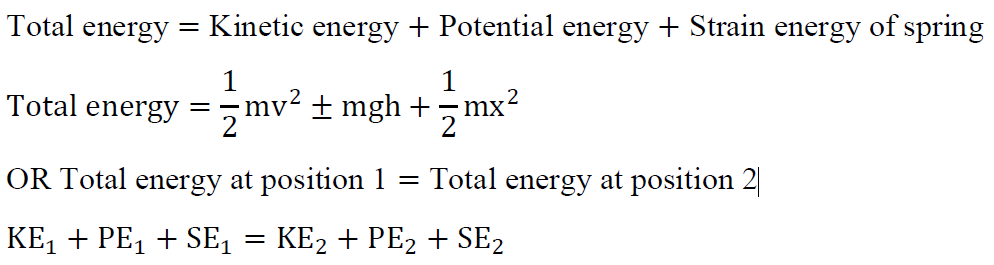 Total energy = Kinetic energy + Potential energy + Strain energy of spring
Total energy = 1/2 mv² ± mgh + 1/2 mx²
OR Total energy at position 1 = Total energy at position 2
KE₁ + PE₁ + SE₁ = KE₂ + PE₂ + SE₂